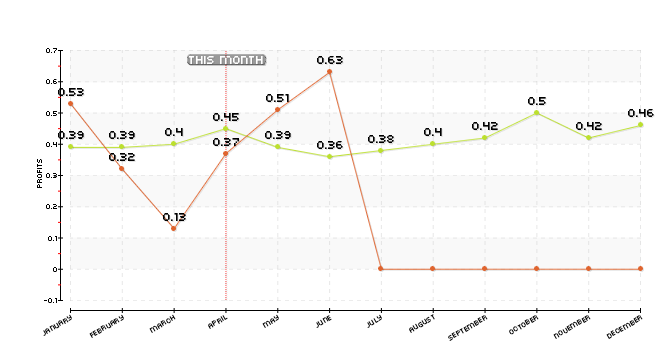 THIS MONTH
0.7
0.6
0.5
0.4
0.3
0.2
0.1
0
-0.1
PROFITS
0.53
0.32
0.13
0.37
0.51
0.63
0.39
0.39
0.4
0.45
0.39
0.36
0.38
0.4
0.42
0.5
0.42
0.46
JANUARY
FEBRUARY
MARCH
APRIL
MAY
JUNE
JULY
AUGUST
SEPTEMBER
OCTOBER
NOVEMBER
DECEMBER